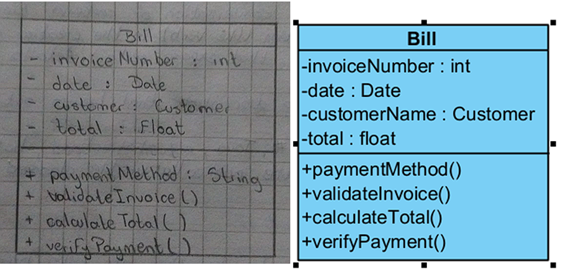 Bill
- invoiceNumber : int
- date : Date
- customer : Customer
- total : Float
+ paymentMethod : String
+ validateInvoice()
+ calculateTotal()
+ verifyPayment()
Bill
-invoiceNumber : int
-date : Date
-customerName : Customer
-total : float
+paymentMethod()
+validateInvoice()
+calculateTotal()
+verifyPayment()